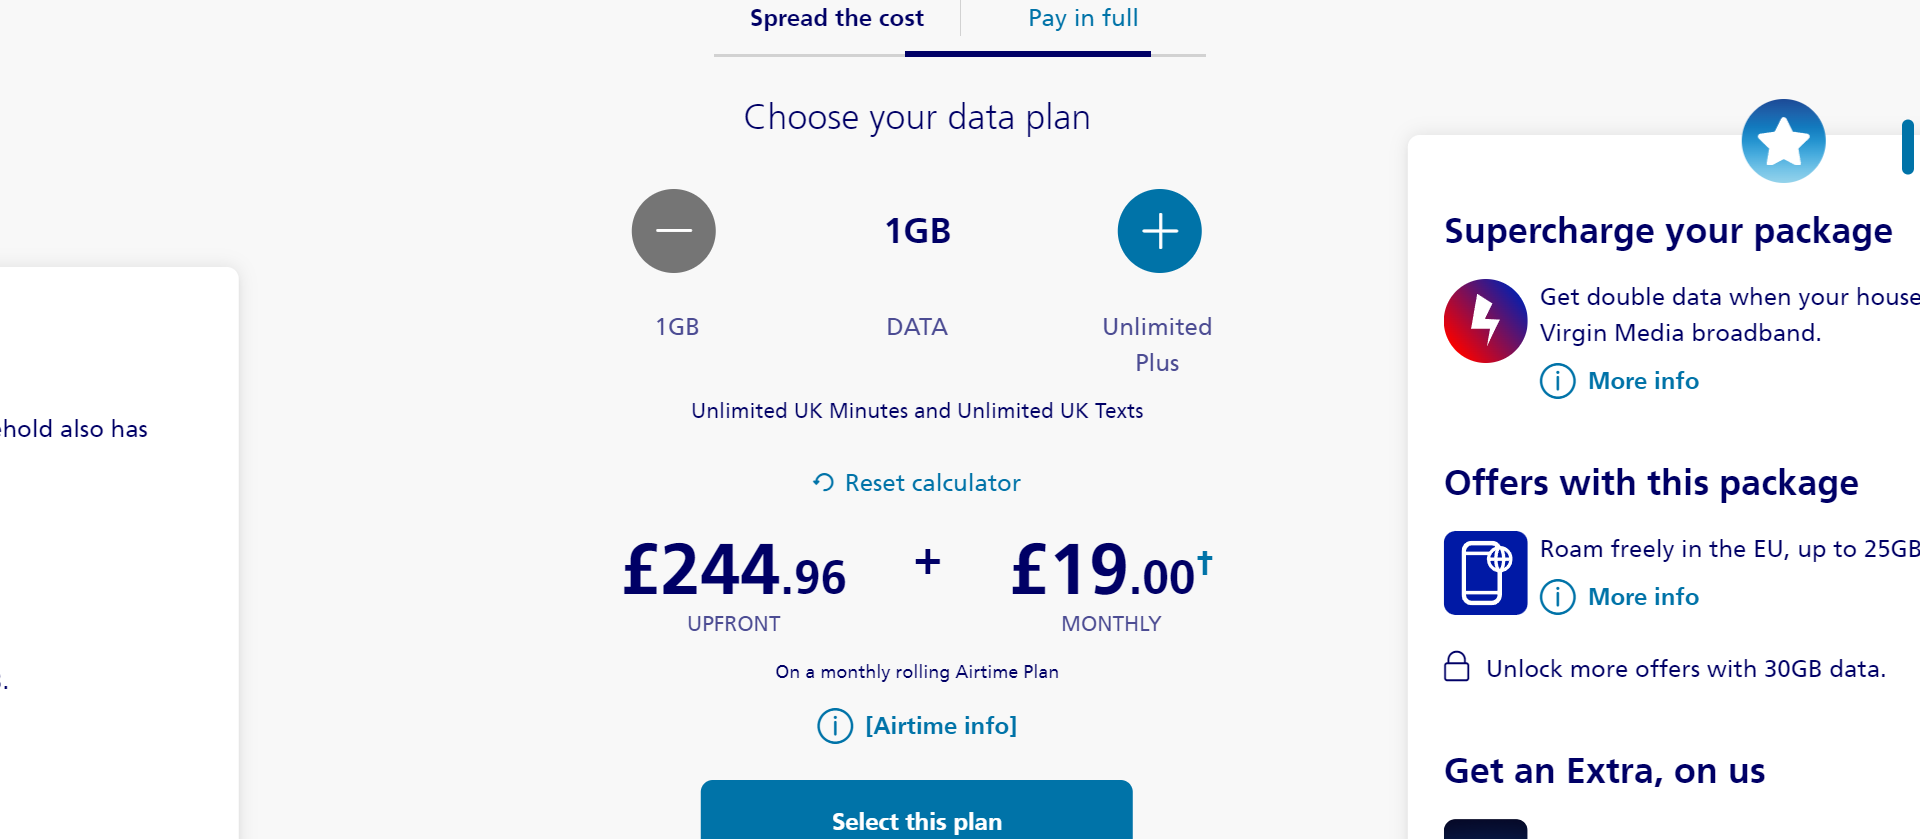 Spread the cost
Pay in full
Choose your data plan
1GB
1GB
DATA
Unlimited
Plus
Unlimited UK Minutes and Unlimited UK Texts
Reset calculator
£244.96
+
£19.00†
UPFRONT
MONTHLY
On a monthly rolling Airtime Plan
[Airtime info]
Select this plan
ehold also has
.
Supercharge your package
Get double data when your house
Virgin Media broadband.
More info
Offers with this package
Roam freely in the EU, up to 25GB
More info
Unlock more offers with 30GB data.
Get an Extra, on us